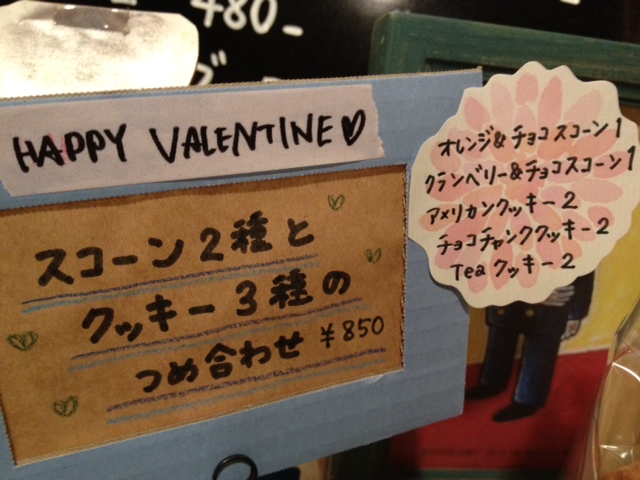 480-
HAPPY VALENTINE♡
スコーン2種と
クッキー3種の
つめ合わせ ¥850
オレンジ&チョコスコーン1
クランベリー&チョコスコーン1
アメリカンクッキー2
チョコチャンククッキー2
Teaクッキー2